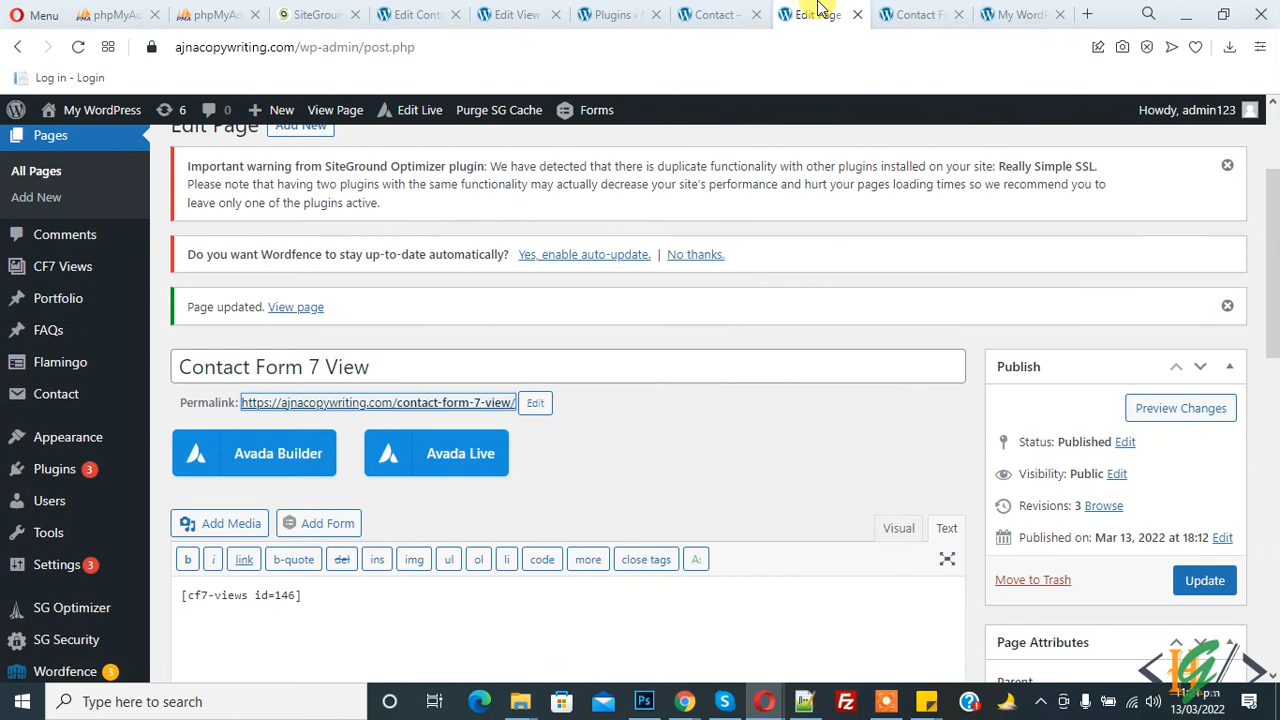 Menu
phpMyAd
phpMyAd
SiteGroun
Edit Conta
Edit View
Plugins ‹
Contact –
Edit Page
Contact F
My WordP
ajnacopywriting.com/wp-admin/post.php
Log in - Login
My WordPress
6
0
New
View Page
Edit Live
Purge SG Cache
Forms
Howdy, admin123
Pages
All Pages
Add New
Comments
CF7 Views
Portfolio
FAQs
Flamingo
Contact
Appearance
Plugins 3
Users
Tools
Settings 3
SG Optimizer
SG Security
Wordfence 3
Edit Page
Add New
Important warning from SiteGround Optimizer plugin: We have detected that there is duplicate functionality with other plugins installed on your site: Really Simple SSL.
Please note that having two plugins with the same functionality may actually decrease your site's performance and hurt your pages loading times so we recommend you to
leave only one of the plugins active.
Do you want Wordfence to stay up-to-date automatically? Yes, enable auto-update. | No thanks.
Page updated. View page
Contact Form 7 View
Permalink: https://ajnacopywriting.com/contact-form-7-view/ Edit
Avada Builder
Avada Live
Add Media
Add Form
Visual
Text
b
i
link
b-quote
del
ins
img
ul
ol
li
code
more
close tags
A:
[cf7-views id=146]
Publish
Preview Changes
Status: Published Edit
Visibility: Public Edit
Revisions: 3 Browse
Published on: Mar 13, 2022 at 18:12 Edit
Move to Trash
Update
Page Attributes
Type here to search
13/03/2022